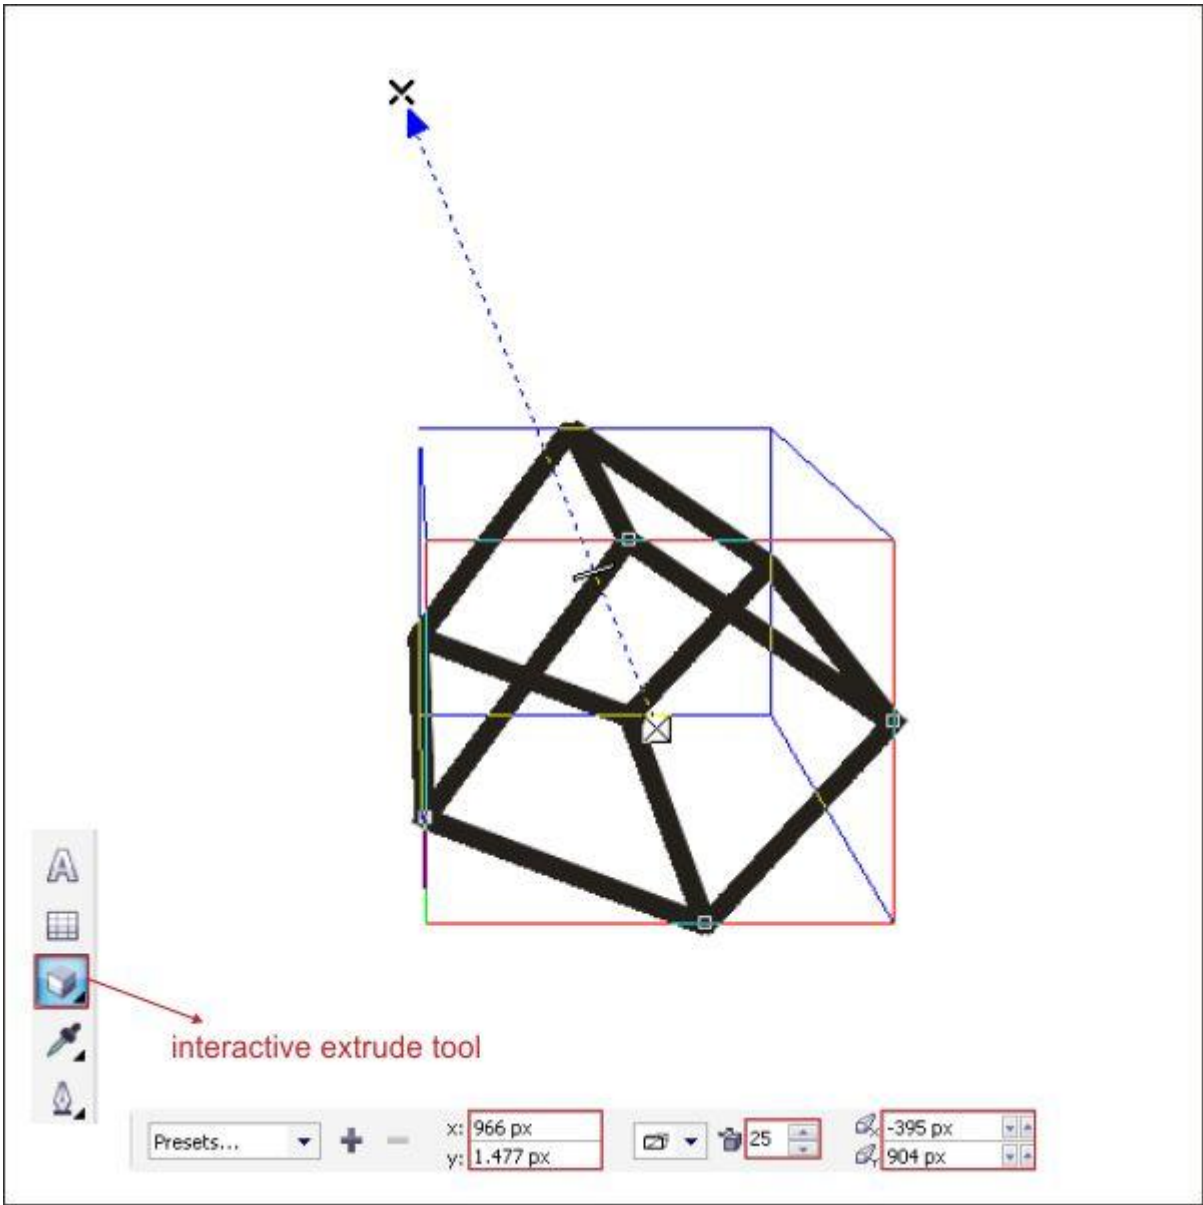 A
interactive extrude tool
Presets...
x: 966 px
y: 1.477 px
25
x -395 px
Y 904 px